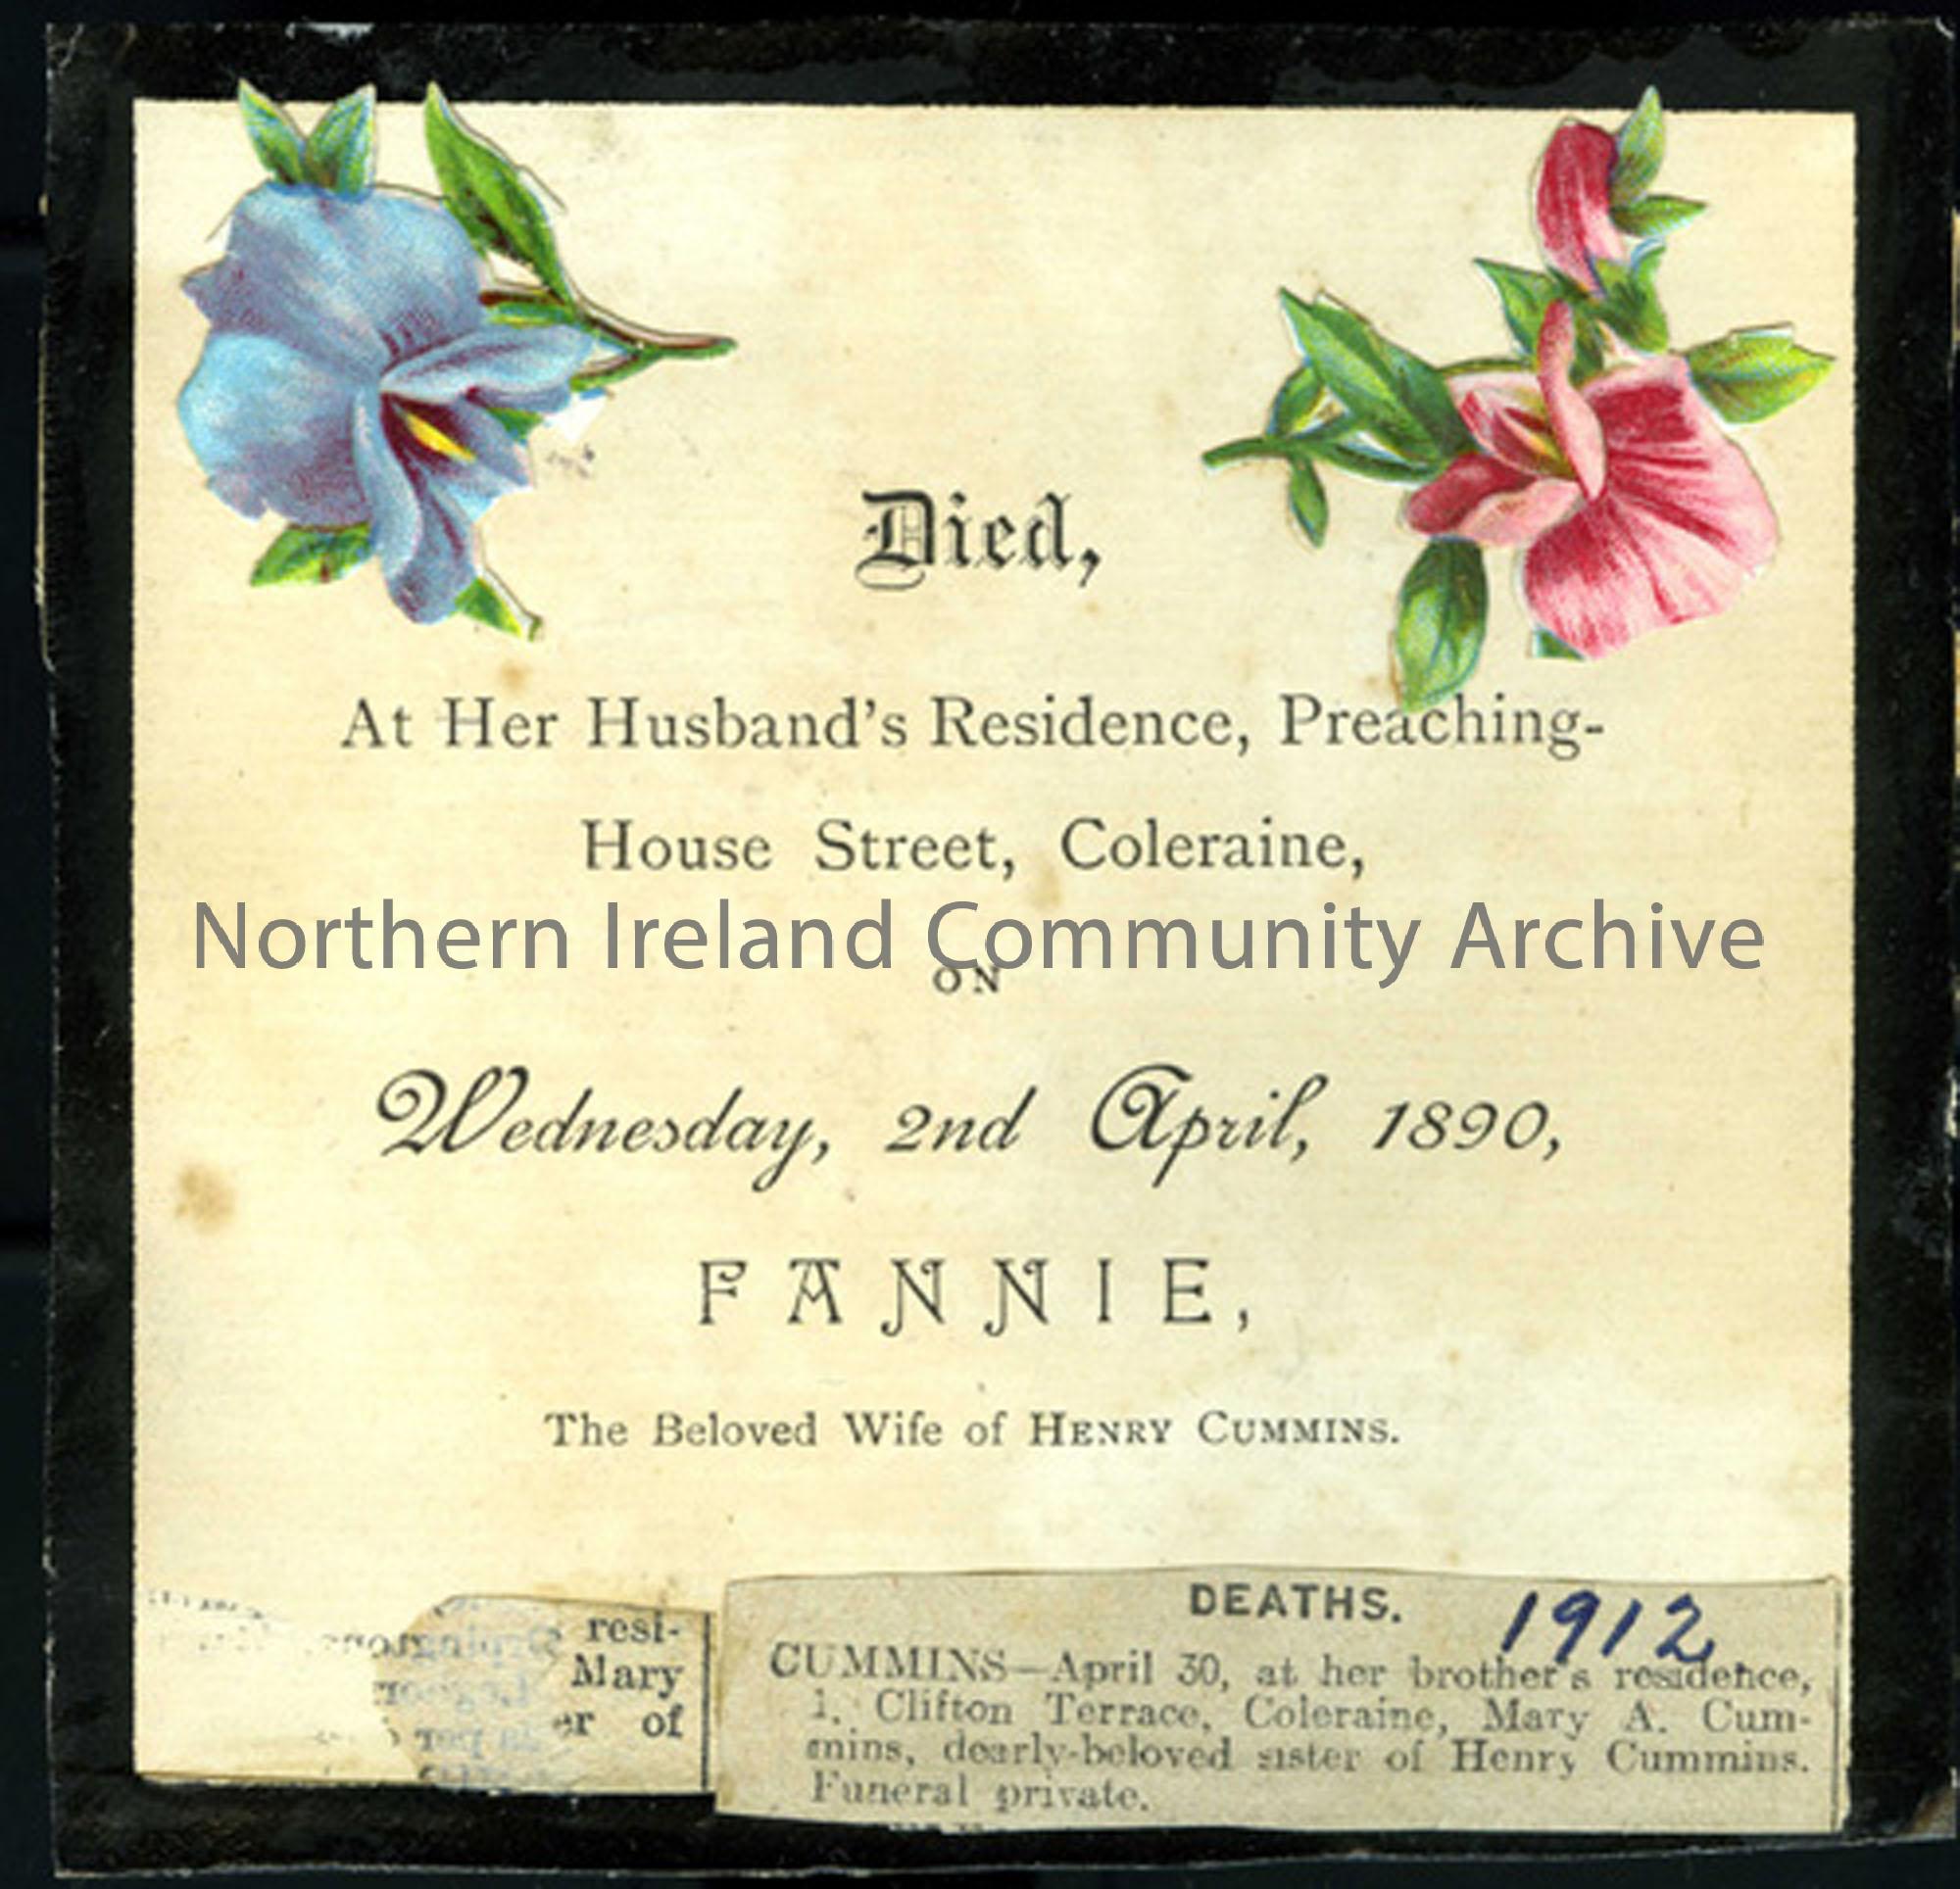 Died,
At Her Husband's Residence, Preaching-
House Street, Coleraine,
Northern Ireland Community Archive
ON
Wednesday, 2nd April, 1890,
FANNIE,
The Beloved Wife of HENRY CUMMINS.
resi-
Mary
er of
DEATHS. 1912
CUMMINS—April 30, at her brother's residence,
1, Clifton Terrace, Coleraine, Mary A. Cum-
mins, dearly-beloved sister of Henry Cummins.
Funeral private.